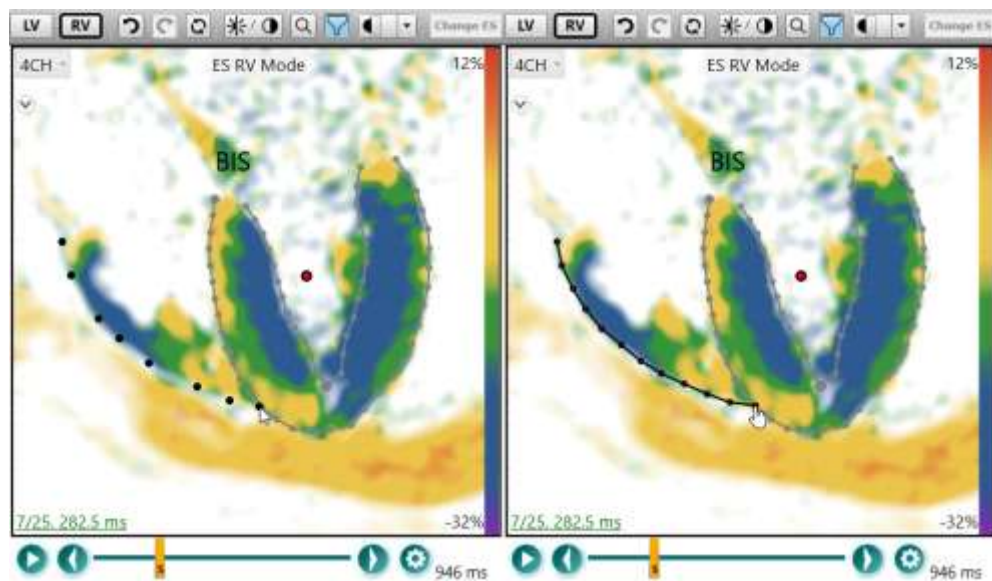 LV RV Change ES
4CH ES RV Mode 12%
BIS
7/25, 282.5 ms -32%
s
946 ms
LV RV Change ES
4CH ES RV Mode 12%
BIS
7/25, 282.5 ms -32%
s
946 ms